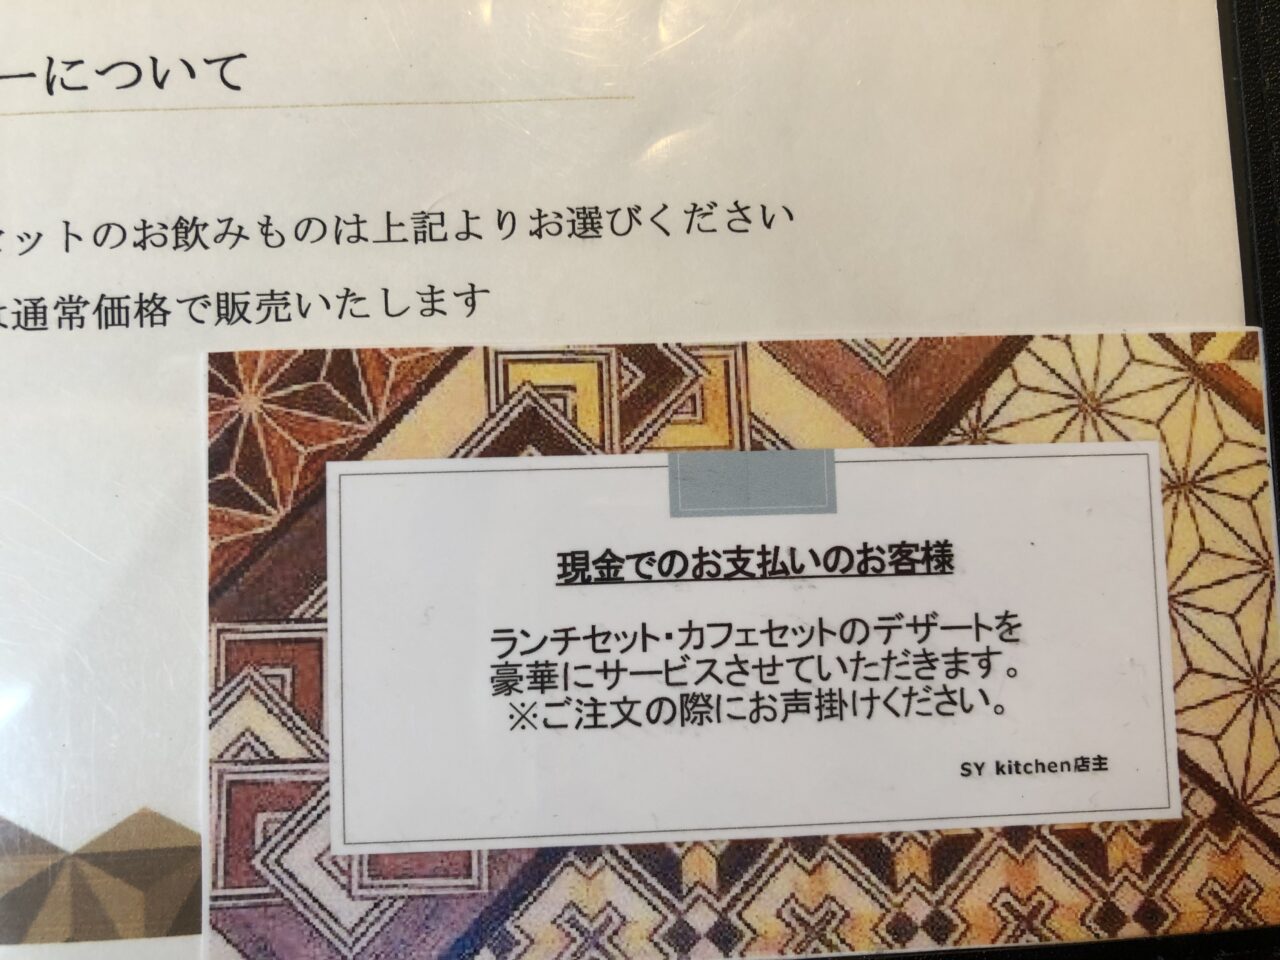 ーについて
セットのお飲みものは上記よりお選びください
は通常価格で販売いたします
現金でのお支払いのお客様
ランチセット・カフェセットのデザートを
豪華にサービスさせていただきます。
※ご注文の際にお声掛けください。
SY kitchen店主